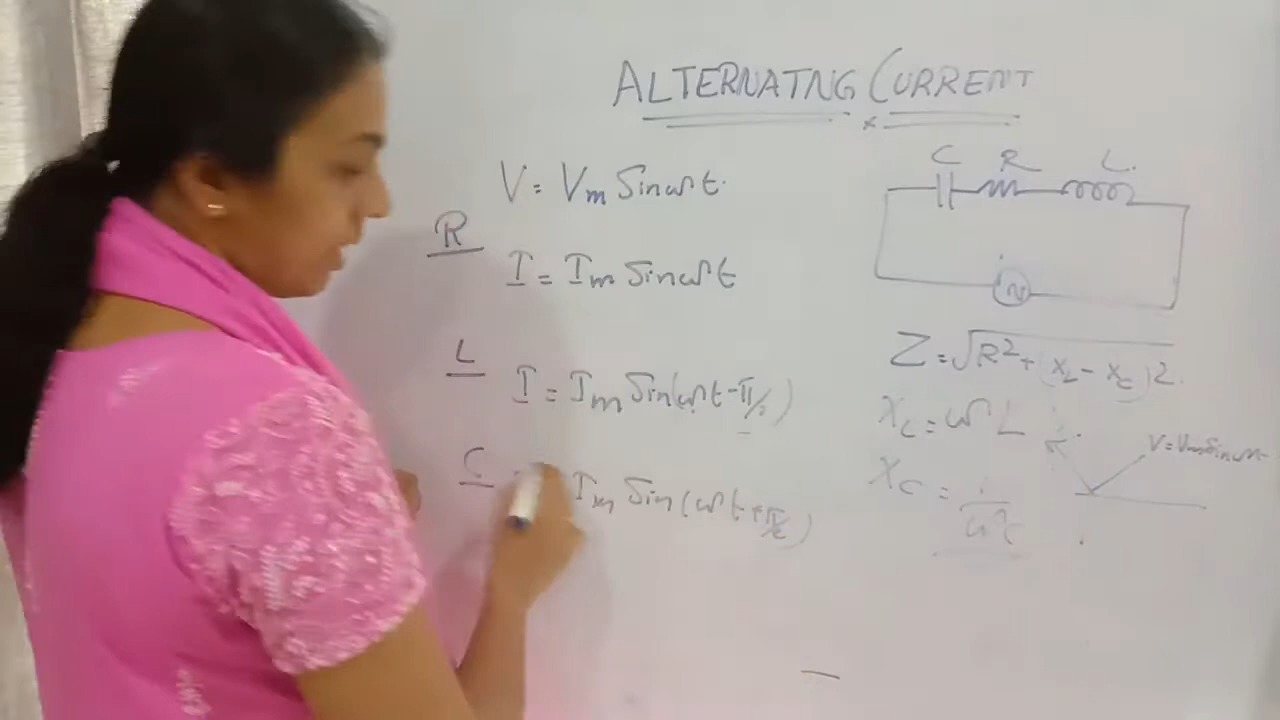 ALTERNATNG CURRENT
V = Vm Sinωt.
R
I = Im Sinωt
L
I = Im Sin(ωt - π/2)
C
Im Sin(ωt + π/2)
C R L.
Z = √R² + (XL - XC)2.
XL = ωL
V = Vm Sinωt
XC = 1/ωC